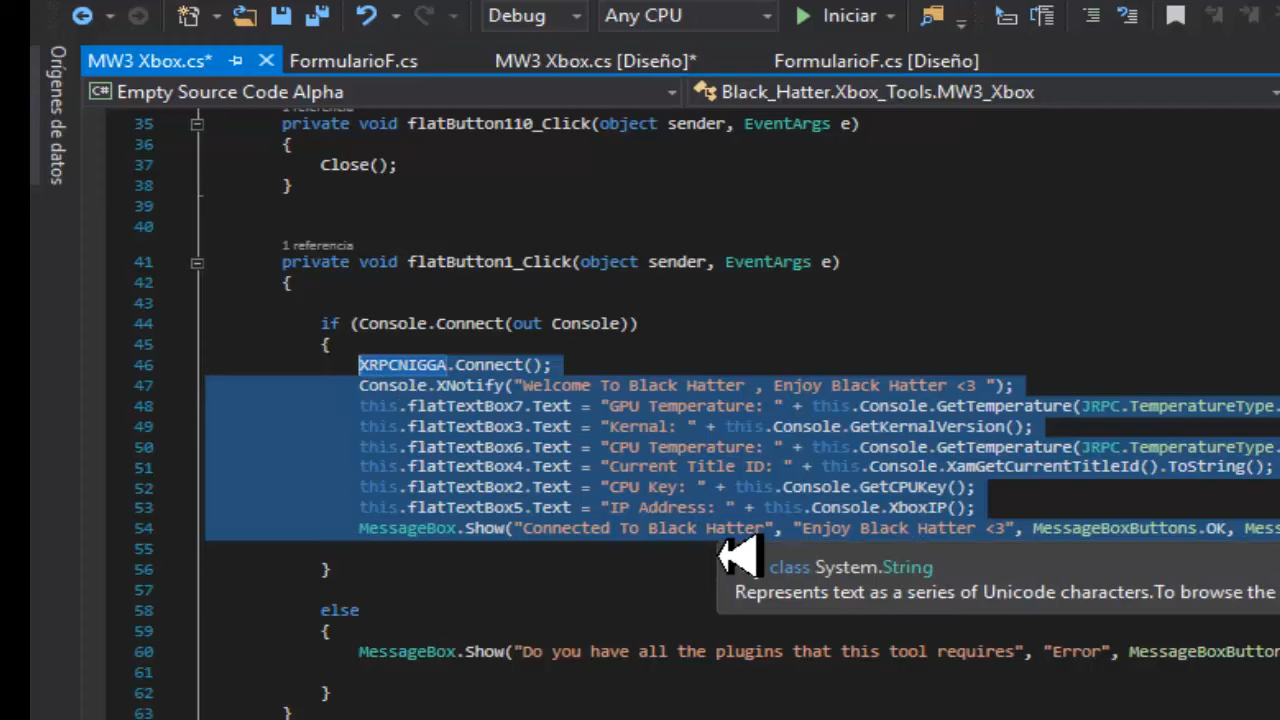 Debug
Any CPU
Iniciar
Orígenes de datos
MW3 Xbox.cs*
FormularioF.cs
MW3 Xbox.cs [Diseño]*
FormularioF.cs [Diseño]
C# Empty Source Code Alpha
Black_Hatter.Xbox_Tools.MW3_Xbox
1 referencia
35 private void flatButton110_Click(object sender, EventArgs e)
36 {
37 Close();
38 }
39
40
1 referencia
41 private void flatButton1_Click(object sender, EventArgs e)
42 {
43
44 if (Console.Connect(out Console))
45 {
46 XRPCNIGGA.Connect();
47 Console.XNotify("Welcome To Black Hatter , Enjoy Black Hatter <3 ");
48 this.flatTextBox7.Text = "GPU Temperature: " + this.Console.GetTemperature(JRPC.TemperatureType.
49 this.flatTextBox3.Text = "Kernal: " + this.Console.GetKernalVersion();
50 this.flatTextBox6.Text = "CPU Temperature: " + this.Console.GetTemperature(JRPC.TemperatureType.
51 this.flatTextBox4.Text = "Current Title ID: " + this.Console.XamGetCurrentTitleId().ToString();
52 this.flatTextBox2.Text = "CPU Key: " + this.Console.GetCPUKey();
53 this.flatTextBox5.Text = "IP Address: " + this.Console.XboxIP();
54 MessageBox.Show("Connected To Black Hatter", "Enjoy Black Hatter <3", MessageBoxButtons.OK, Mess
55
class System.String
56 }
57 Represents text as a series of Unicode characters.To browse the
58 else
59 {
60 MessageBox.Show("Do you have all the plugins that this tool requires", "Error", MessageBoxButton
61
62 }
63 }